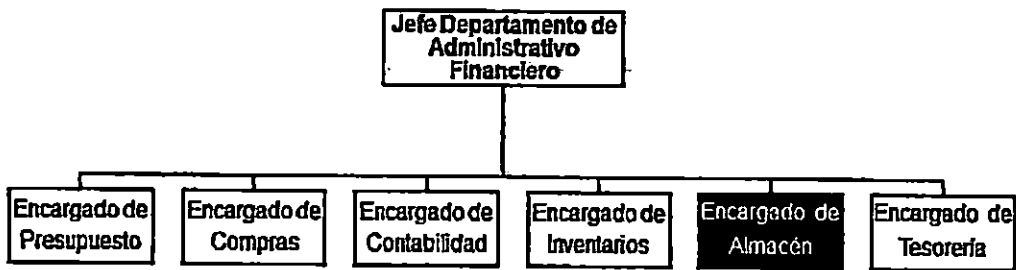 Jefe Departamento de
Administrativo
Financiero
Encargado de
Presupuesto
Encargado de
Compras
Encargado de
Contabilidad
Encargado de
Inventarios
Encargado de
Almacén
Encargado de
Tesorería